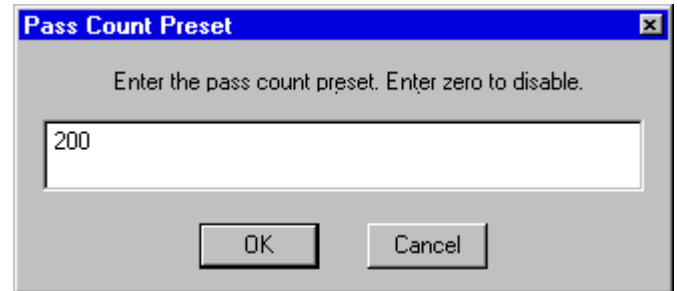 Pass Count Preset
Enter the pass count preset. Enter zero to disable.
200
OK
Cancel